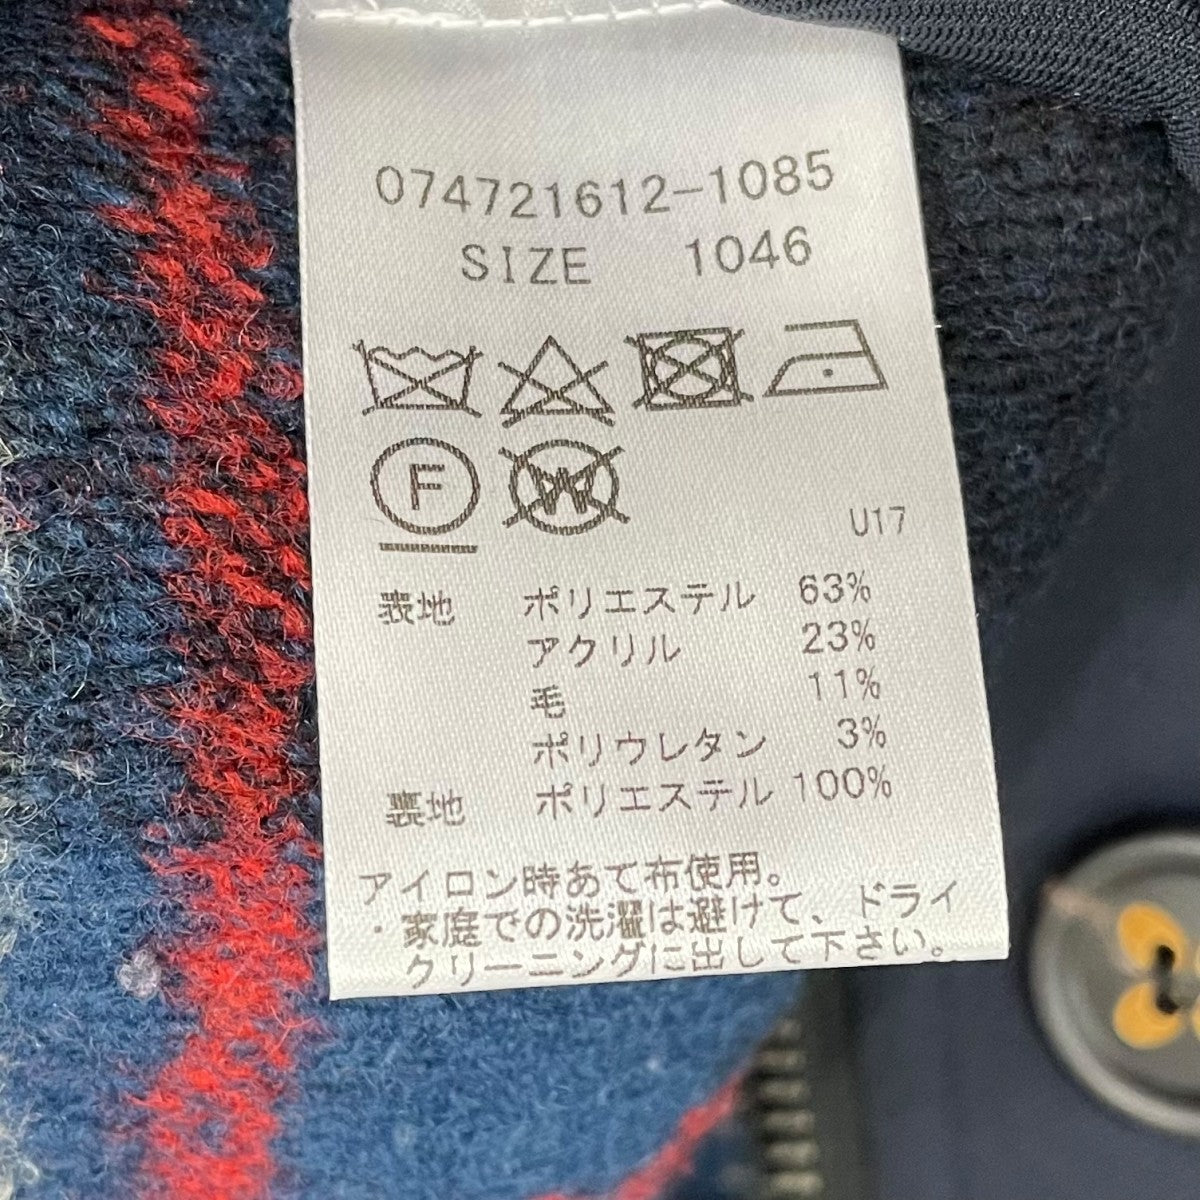 074721612-1085
SIZE 1046
F W
U17
表地 ポリエステル 63%
アクリル 23%
毛 11%
ポリウレタン 3%
裏地 ポリエステル 100%
アイロン時あて布使用。
・家庭での洗濯は避けて、ドライ
クリーニングに出して下さい。